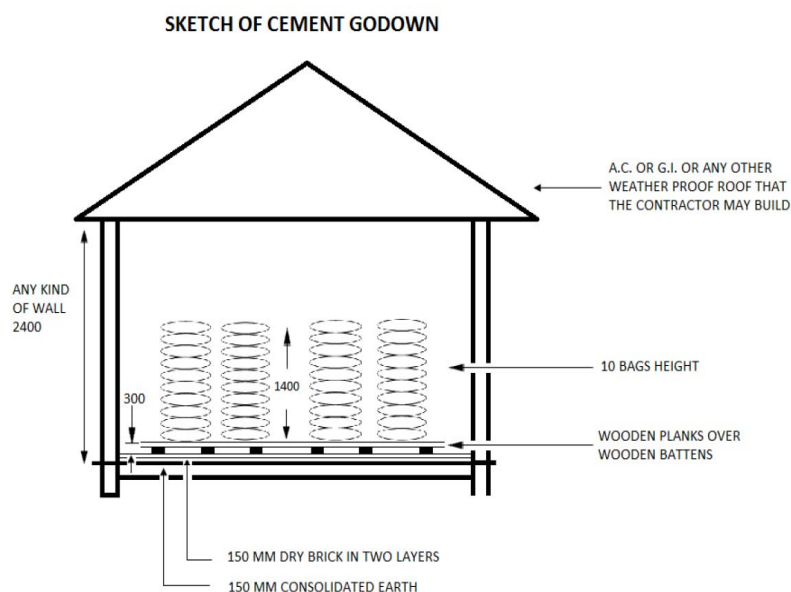 SKETCH OF CEMENT GODOWN
A.C. OR G.I. OR ANY OTHER
WEATHER PROOF ROOF THAT
THE CONTRACTOR MAY BUILD
ANY KIND
OF WALL
2400
10 BAGS HEIGHT
1400
300
WOODEN PLANKS OVER
WOODEN BATTENS
150 MM DRY BRICK IN TWO LAYERS
150 MM CONSOLIDATED EARTH